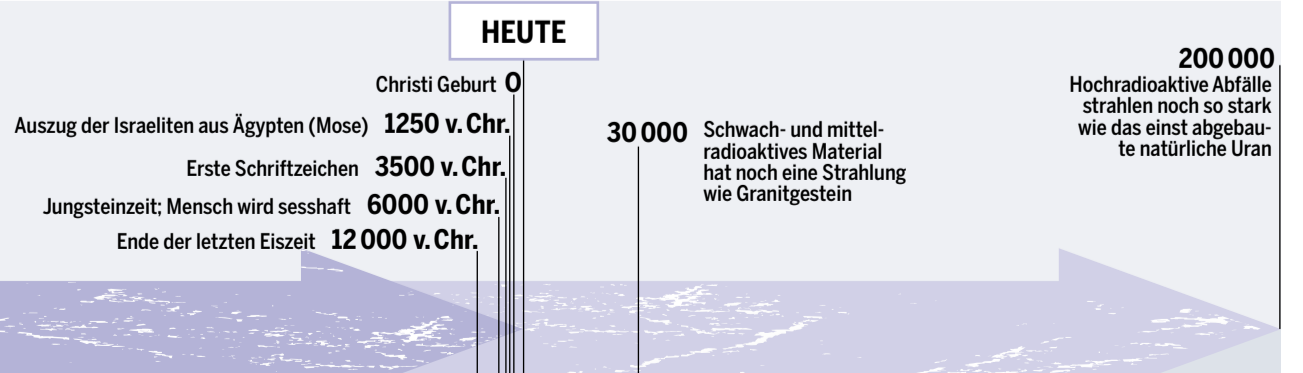 HEUTE
Christi Geburt 0
Auszug der Israeliten aus Ägypten (Mose) 1250 v. Chr.
Erste Schriftzeichen 3500 v. Chr.
Jungsteinzeit; Mensch wird sesshaft 6000 v. Chr.
Ende der letzten Eiszeit 12 000 v. Chr.
30 000 Schwach- und mittel-
radioaktives Material
hat noch eine Strahlung
wie Granitgestein
200 000
Hochradioaktive Abfälle
strahlen noch so stark
wie das einst abgebau-
te natürliche Uran